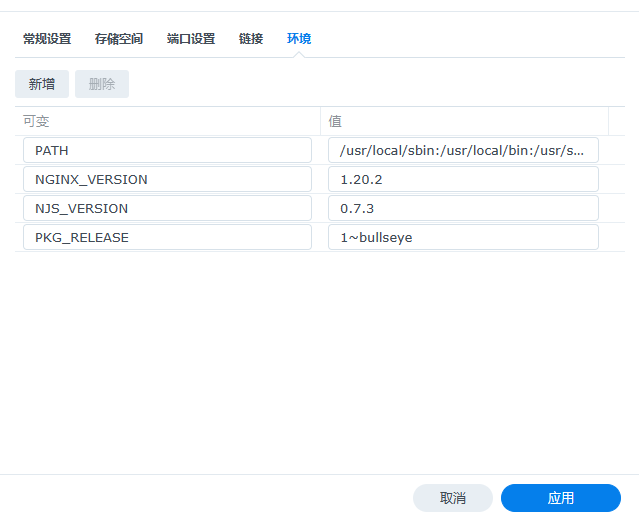 常规设置 存储空间 端口设置 链接 环境
新增 删除
可变 值
PATH /usr/local/sbin:/usr/local/bin:/usr/s...
NGINX_VERSION 1.20.2
NJS_VERSION 0.7.3
PKG_RELEASE 1~bullseye
取消 应用